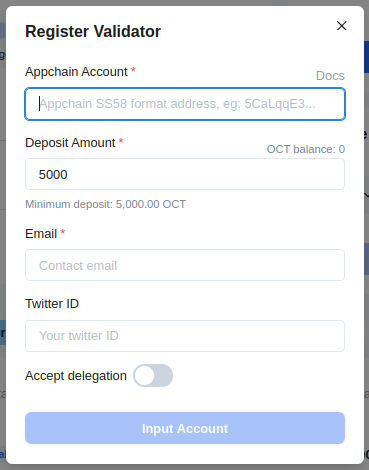 Register Validator
Appchain Account *
Docs
Appchain SS58 format address, eg: 5CaLqqE3...
Deposit Amount *
OCT balance: 0
5000
Minimum deposit: 5,000.00 OCT
Email *
Contact email
Twitter ID
Your twitter ID
Accept delegation
Input Account